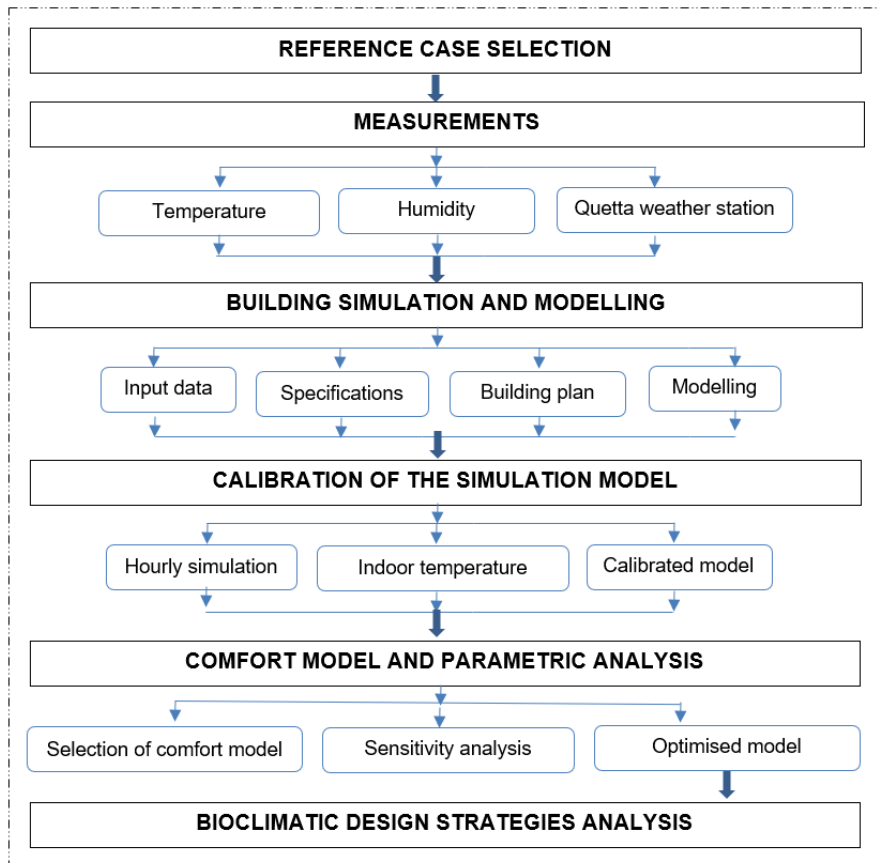 REFERENCE CASE SELECTION
MEASUREMENTS
Temperature
Humidity
Quetta weather station
BUILDING SIMULATION AND MODELLING
Input data
Specifications
Building plan
Modelling
CALIBRATION OF THE SIMULATION MODEL
Hourly simulation
Indoor temperature
Calibrated model
COMFORT MODEL AND PARAMETRIC ANALYSIS
Selection of comfort model
Sensitivity analysis
Optimised model
BIOCLIMATIC DESIGN STRATEGIES ANALYSIS